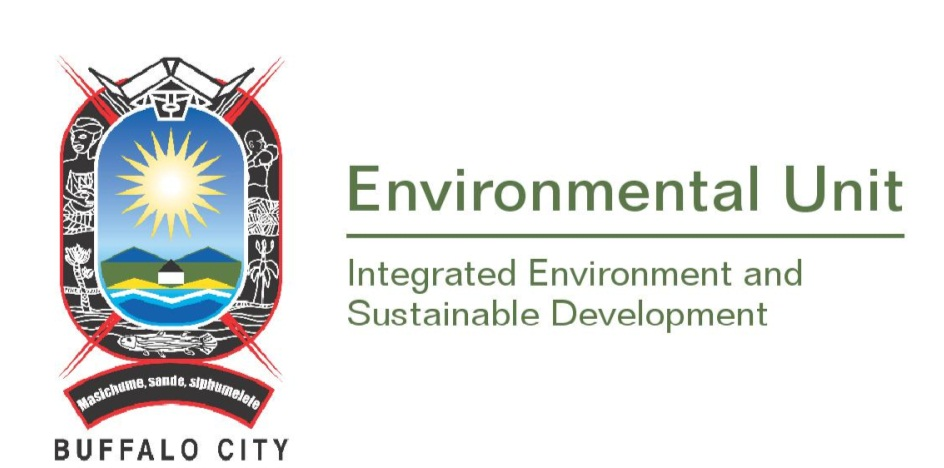 Masichume, sande, siphumelele
BUFFALO CITY
Environmental Unit
Integrated Environment and
Sustainable Development